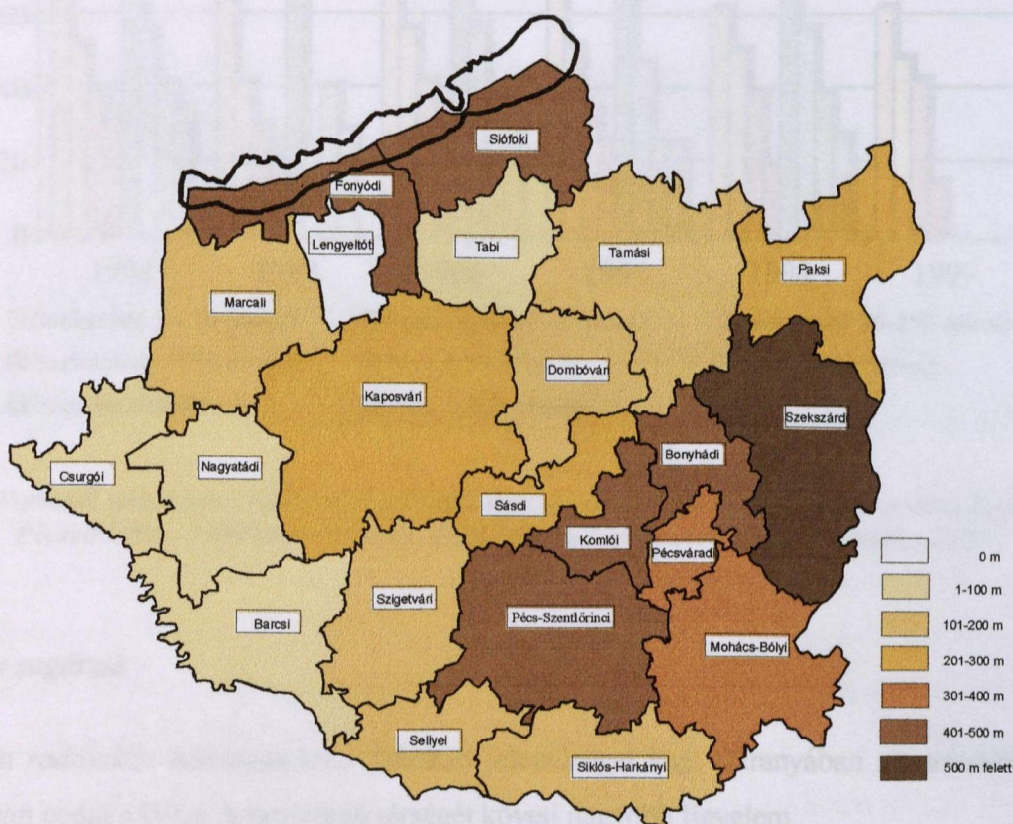 Siófoki
Fonyódi
Lengyeltót
Tabi
Tamási
Paksi
Marcali
Dombóvár
Kaposvári
Szekszárd
Bonyhádi
Csurgói
Nagyatádi
Sásdi
Komlói
Pécsváradi
Szigetvári
Barcsi
Pécs-Szentlőrinci
Mohács-Bólyi
Sellyei
Siklós-Harkányi
0 m
1-100 m
101-200 m
201-300 m
301-400 m
401-500 m
500 m felett